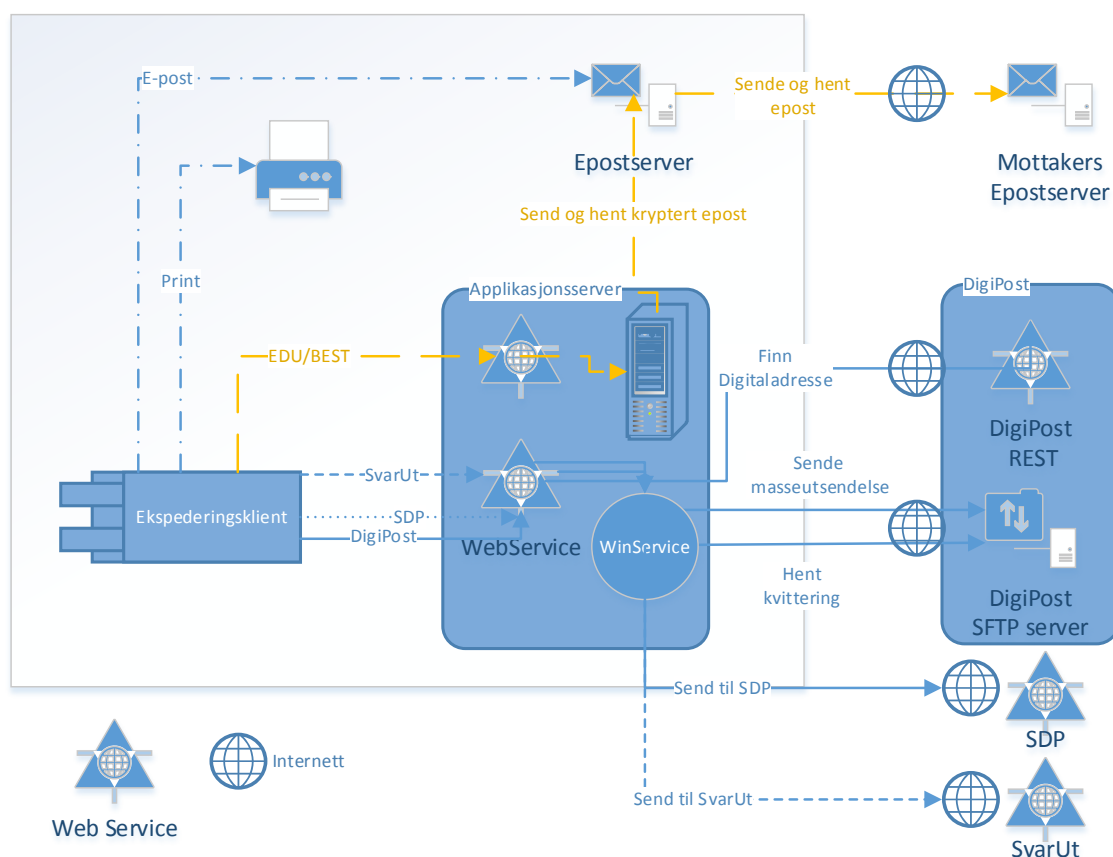 E-post
Sende og hent
epost
Epostserver
Mottakers
Epostserver
Send og hent kryptert epost
Print
Applikasjonsserver
DigiPost
EDU/BEST
Finn
Digitaladresse
DigiPost
REST
SvarUt
Sende
masseutsendelse
Ekspederingsklient
SDP
DigiPost
WebService
WinService
Hent
kvittering
DigiPost
SFTP server
Send til SDP
SDP
Internett
Send til SvarUt
Web Service
SvarUt